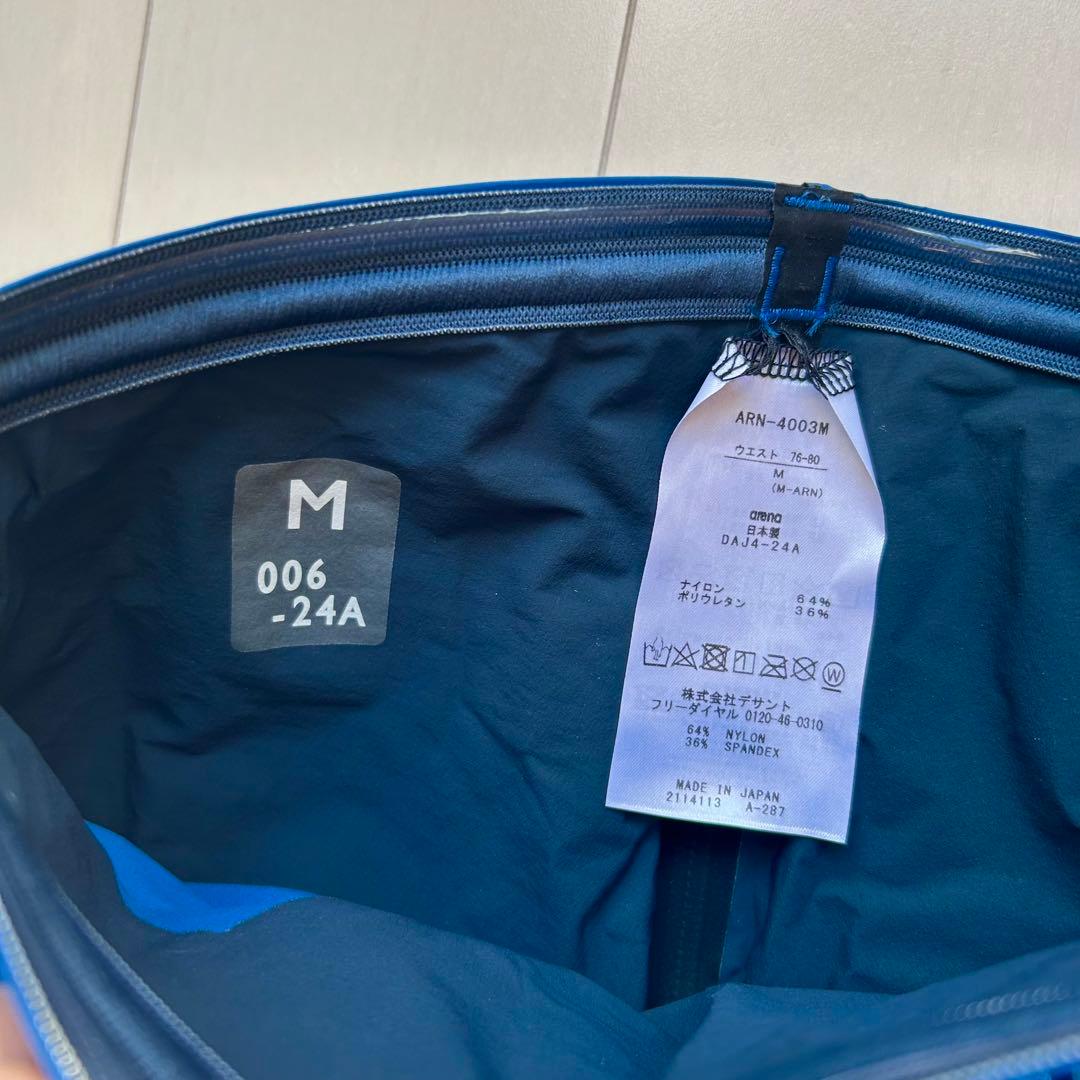 M
006
-24A
ARN-4003M
ウエスト 76-80
M
(M-ARN)
arena
日本製
DAJ4-24A
ナイロン 64%
ポリウレタン 36%
W
株式会社デサント
フリーダイヤル 0120-46-0310
64% NYLON
36% SPANDEX
MADE IN JAPAN
2114113 A-287